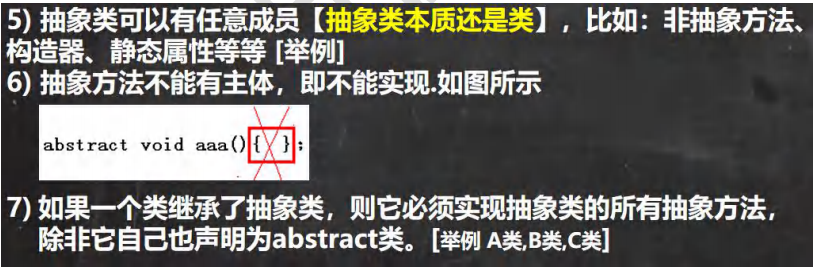 5) 抽象类可以有任意成员【抽象类本质还是类】，比如：非抽象方法、
构造器、静态属性等等 [举例]
6) 抽象方法不能有主体，即不能实现.如图所示
abstract void aaa(){ };
7) 如果一个类继承了抽象类，则它必须实现抽象类的所有抽象方法，
除非它自己也声明为abstract类。[举例 A类,B类,C类]